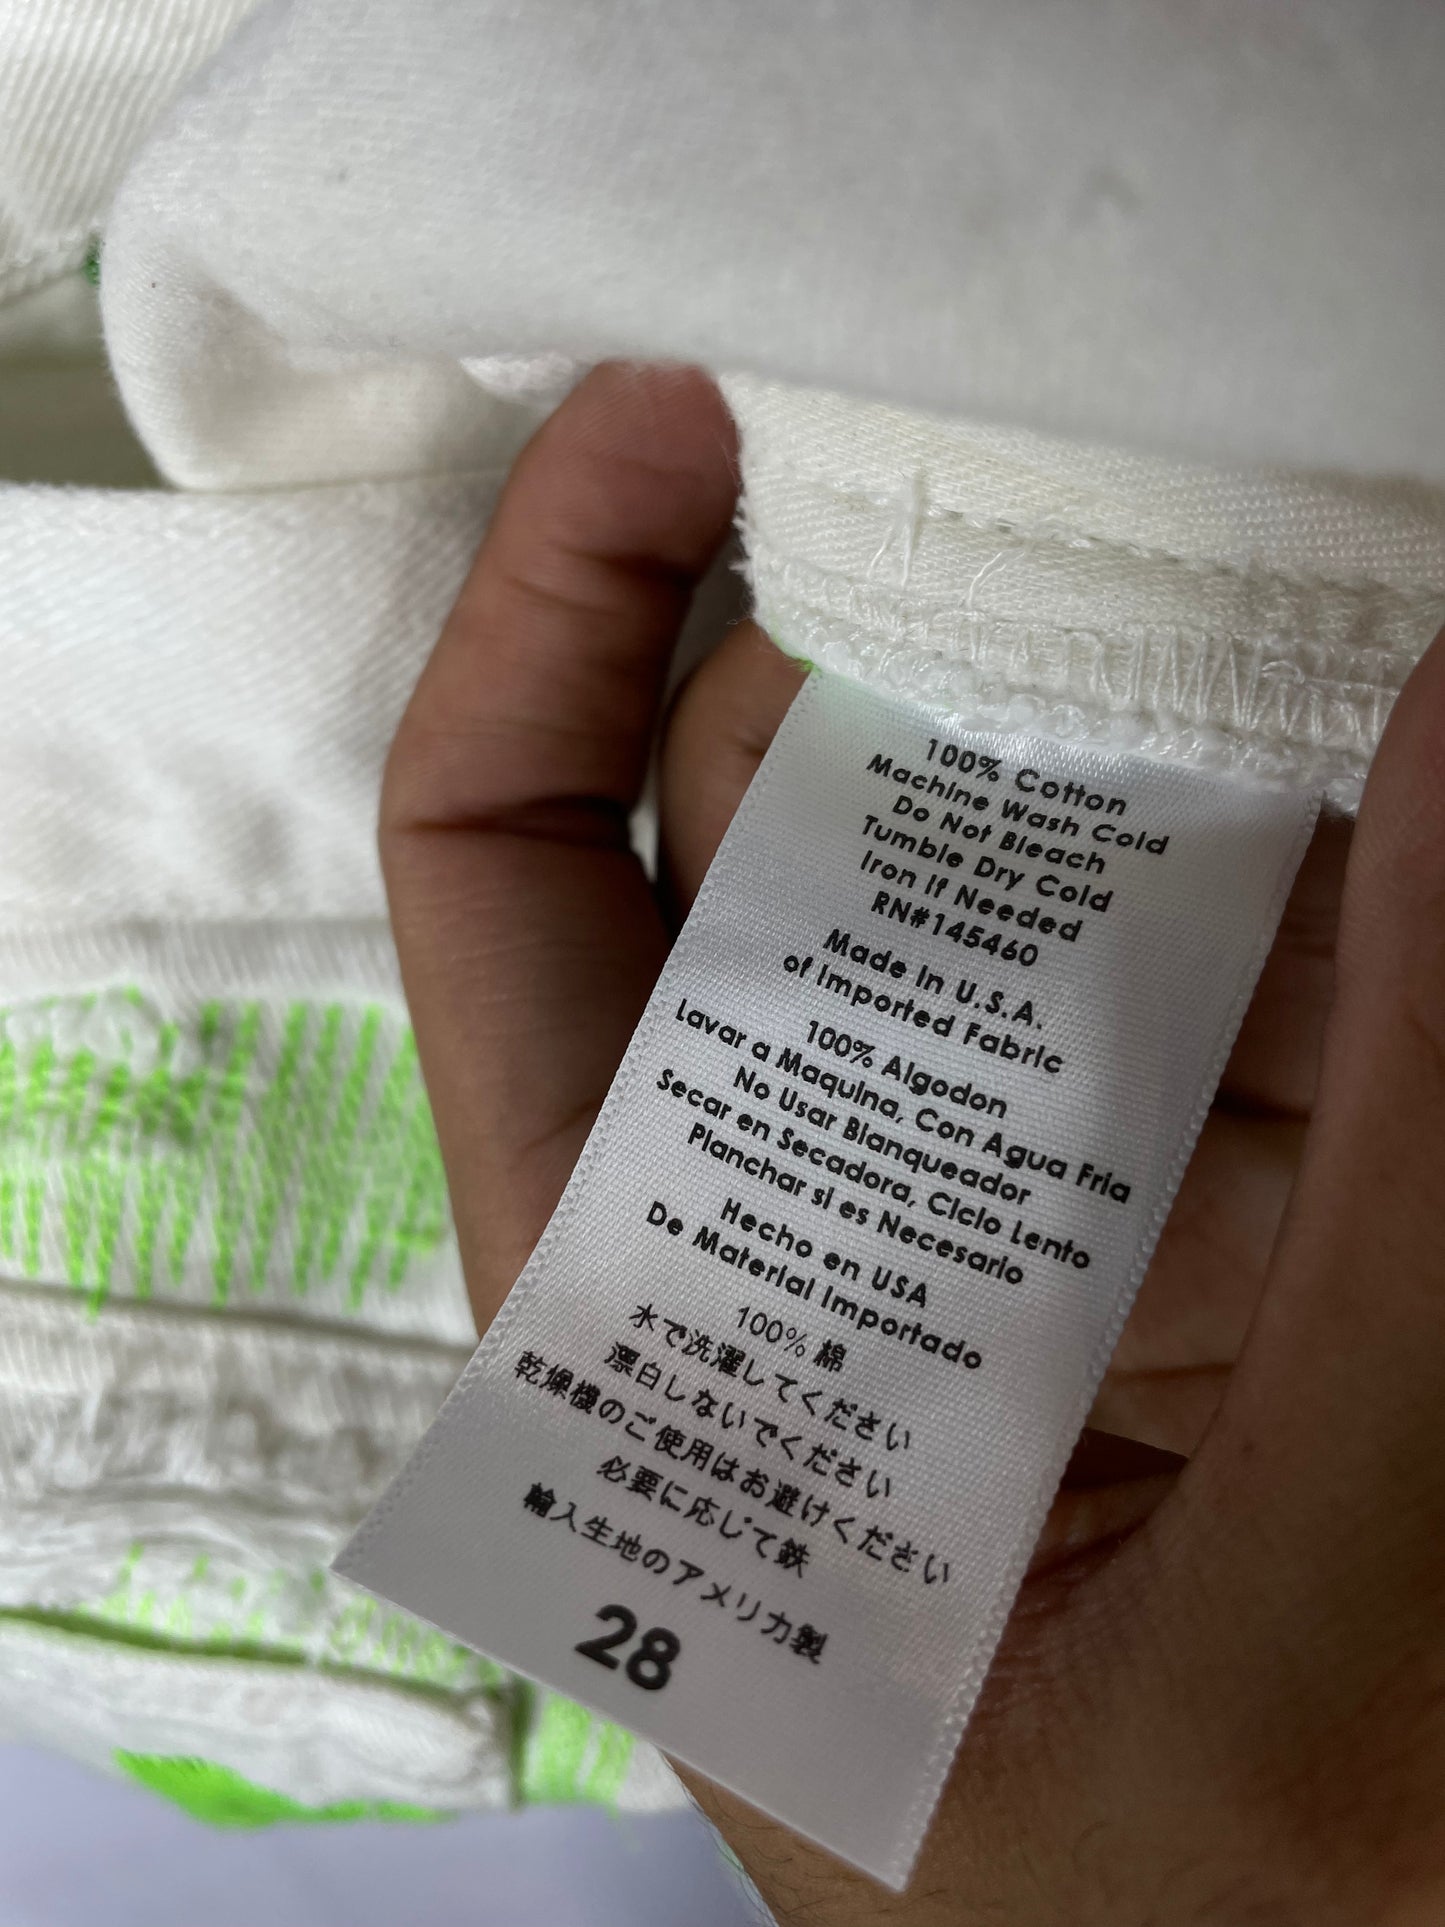 100% Cotton
Machine Wash Cold
Do Not Bleach
Tumble Dry Cold
Iron If Needed
RN#145460
Made In U.S.A.
of Imported Fabric
100% Algodon
Lavar a Maquina, Con Agua Fria
No Usar Blanqueador
Secar en Secadora, Ciclo Lento
Planchar si es Necesario
Hecho en USA
De Material Importado
100% 綿
水で洗濯してください
漂白しないでください
乾燥機のご使用はお避けください
必要に応じて鉄
輸入生地のアメリカ製
28